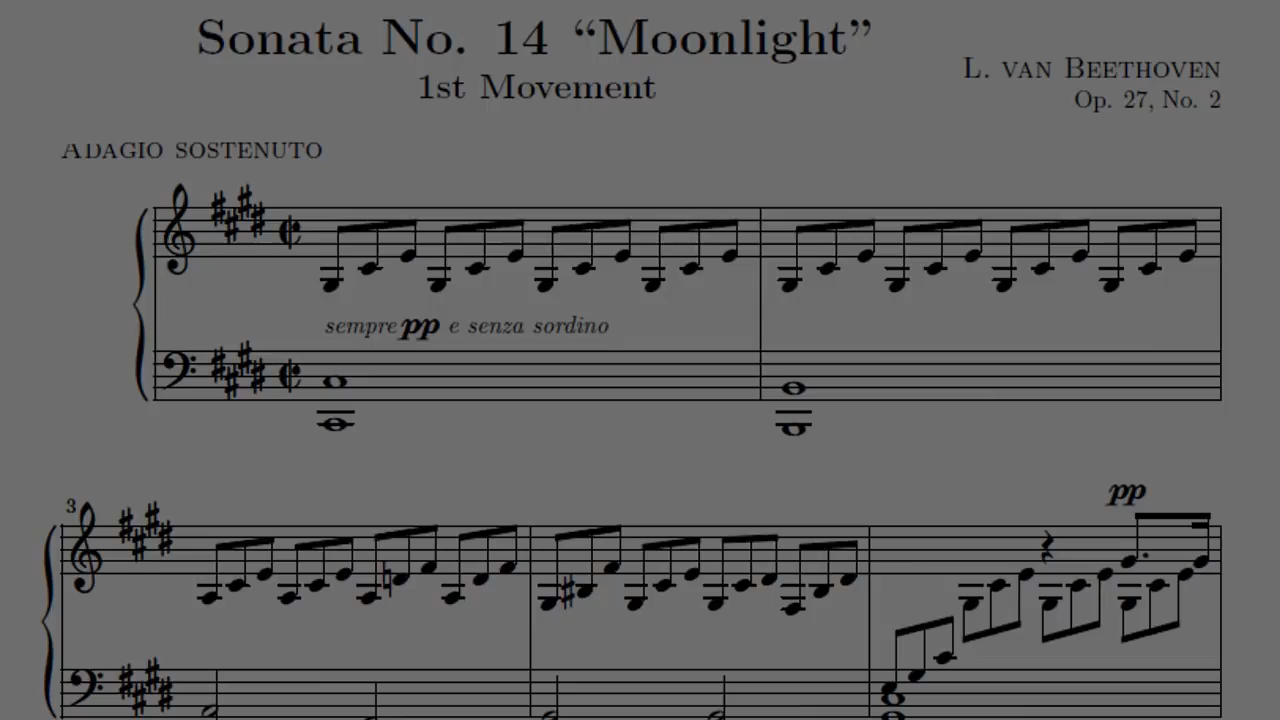 Sonata No. 14 “Moonlight”
1st Movement
L. van Beethoven
Op. 27, No. 2
Adagio sostenuto
sempre pp e senza sordino
3
pp